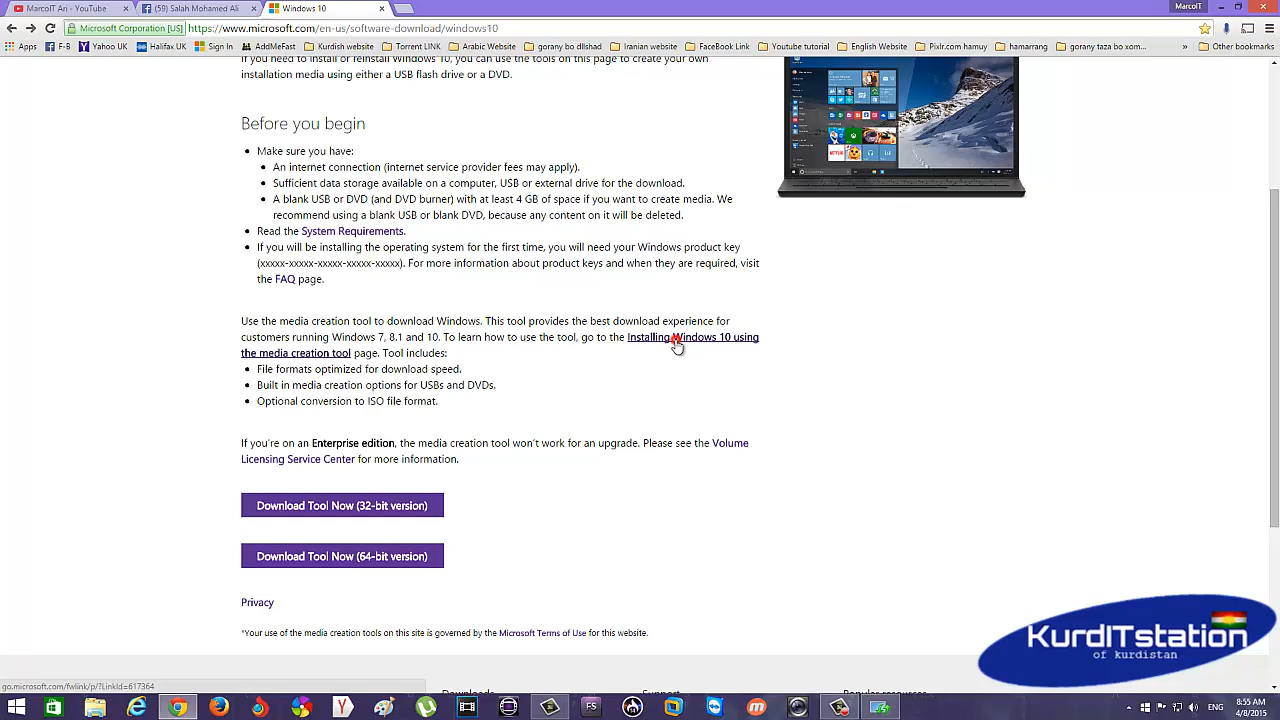 MarcoIT Ari - YouTube
(59) Salah Mohamed Ali
Windows 10
MarcoIT
Microsoft Corporation [US] https://www.microsoft.com/en-us/software-download/windows10
Apps F-B Yahoo UK Halifax UK Sign In AddMeFast Kurdish website Torrent LINK Arabic Website gorany bo dllshad Iranian website FaceBook Link Youtube tutorial English Website Pixlr.com hamuy hamarrang gorany taza bo xom... » Other bookmarks
If you need to install or reinstall Windows 10, you can use the tools on this page to create your own
installation media using either a USB flash drive or a DVD.
Before you begin
Make sure you have:
An internet connection (internet service provider fees may apply).
Sufficient data storage available on a computer, USB or external drive for the download.
A blank USB or DVD (and DVD burner) with at least 4 GB of space if you want to create media. We
recommend using a blank USB or blank DVD, because any content on it will be deleted.
Read the System Requirements.
If you will be installing the operating system for the first time, you will need your Windows product key
(xxxxx-xxxxx-xxxxx-xxxxx-xxxxx). For more information about product keys and when they are required, visit
the FAQ page.
Use the media creation tool to download Windows. This tool provides the best download experience for
customers running Windows 7, 8.1 and 10. To learn how to use the tool, go to the Installing Windows 10 using
the media creation tool page. Tool includes:
File formats optimized for download speed.
Built in media creation options for USBs and DVDs.
Optional conversion to ISO file format.
If you're on an Enterprise edition, the media creation tool won't work for an upgrade. Please see the Volume
Licensing Service Center for more information.
Download Tool Now (32-bit version)
Download Tool Now (64-bit version)
Privacy
*Your use of the media creation tools on this site is governed by the Microsoft Terms of Use for this website.
KurdITstation
of kurdistan
go.microsoft.com/fwlink/p/?LinkId=617364
Downloads Support Popular resources
ENG
8:55 AM